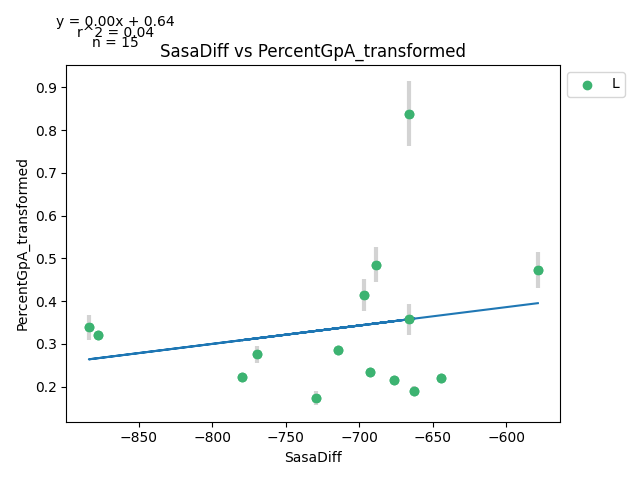 y = 0.00x + 0.64
r^2 = 0.04
n = 15
SasaDiff vs PercentGpA_transformed
L
PercentGpA_transformed
0.9
0.8
0.7
0.6
0.5
0.4
0.3
0.2
−850 −800 −750 −700 −650 −600
SasaDiff